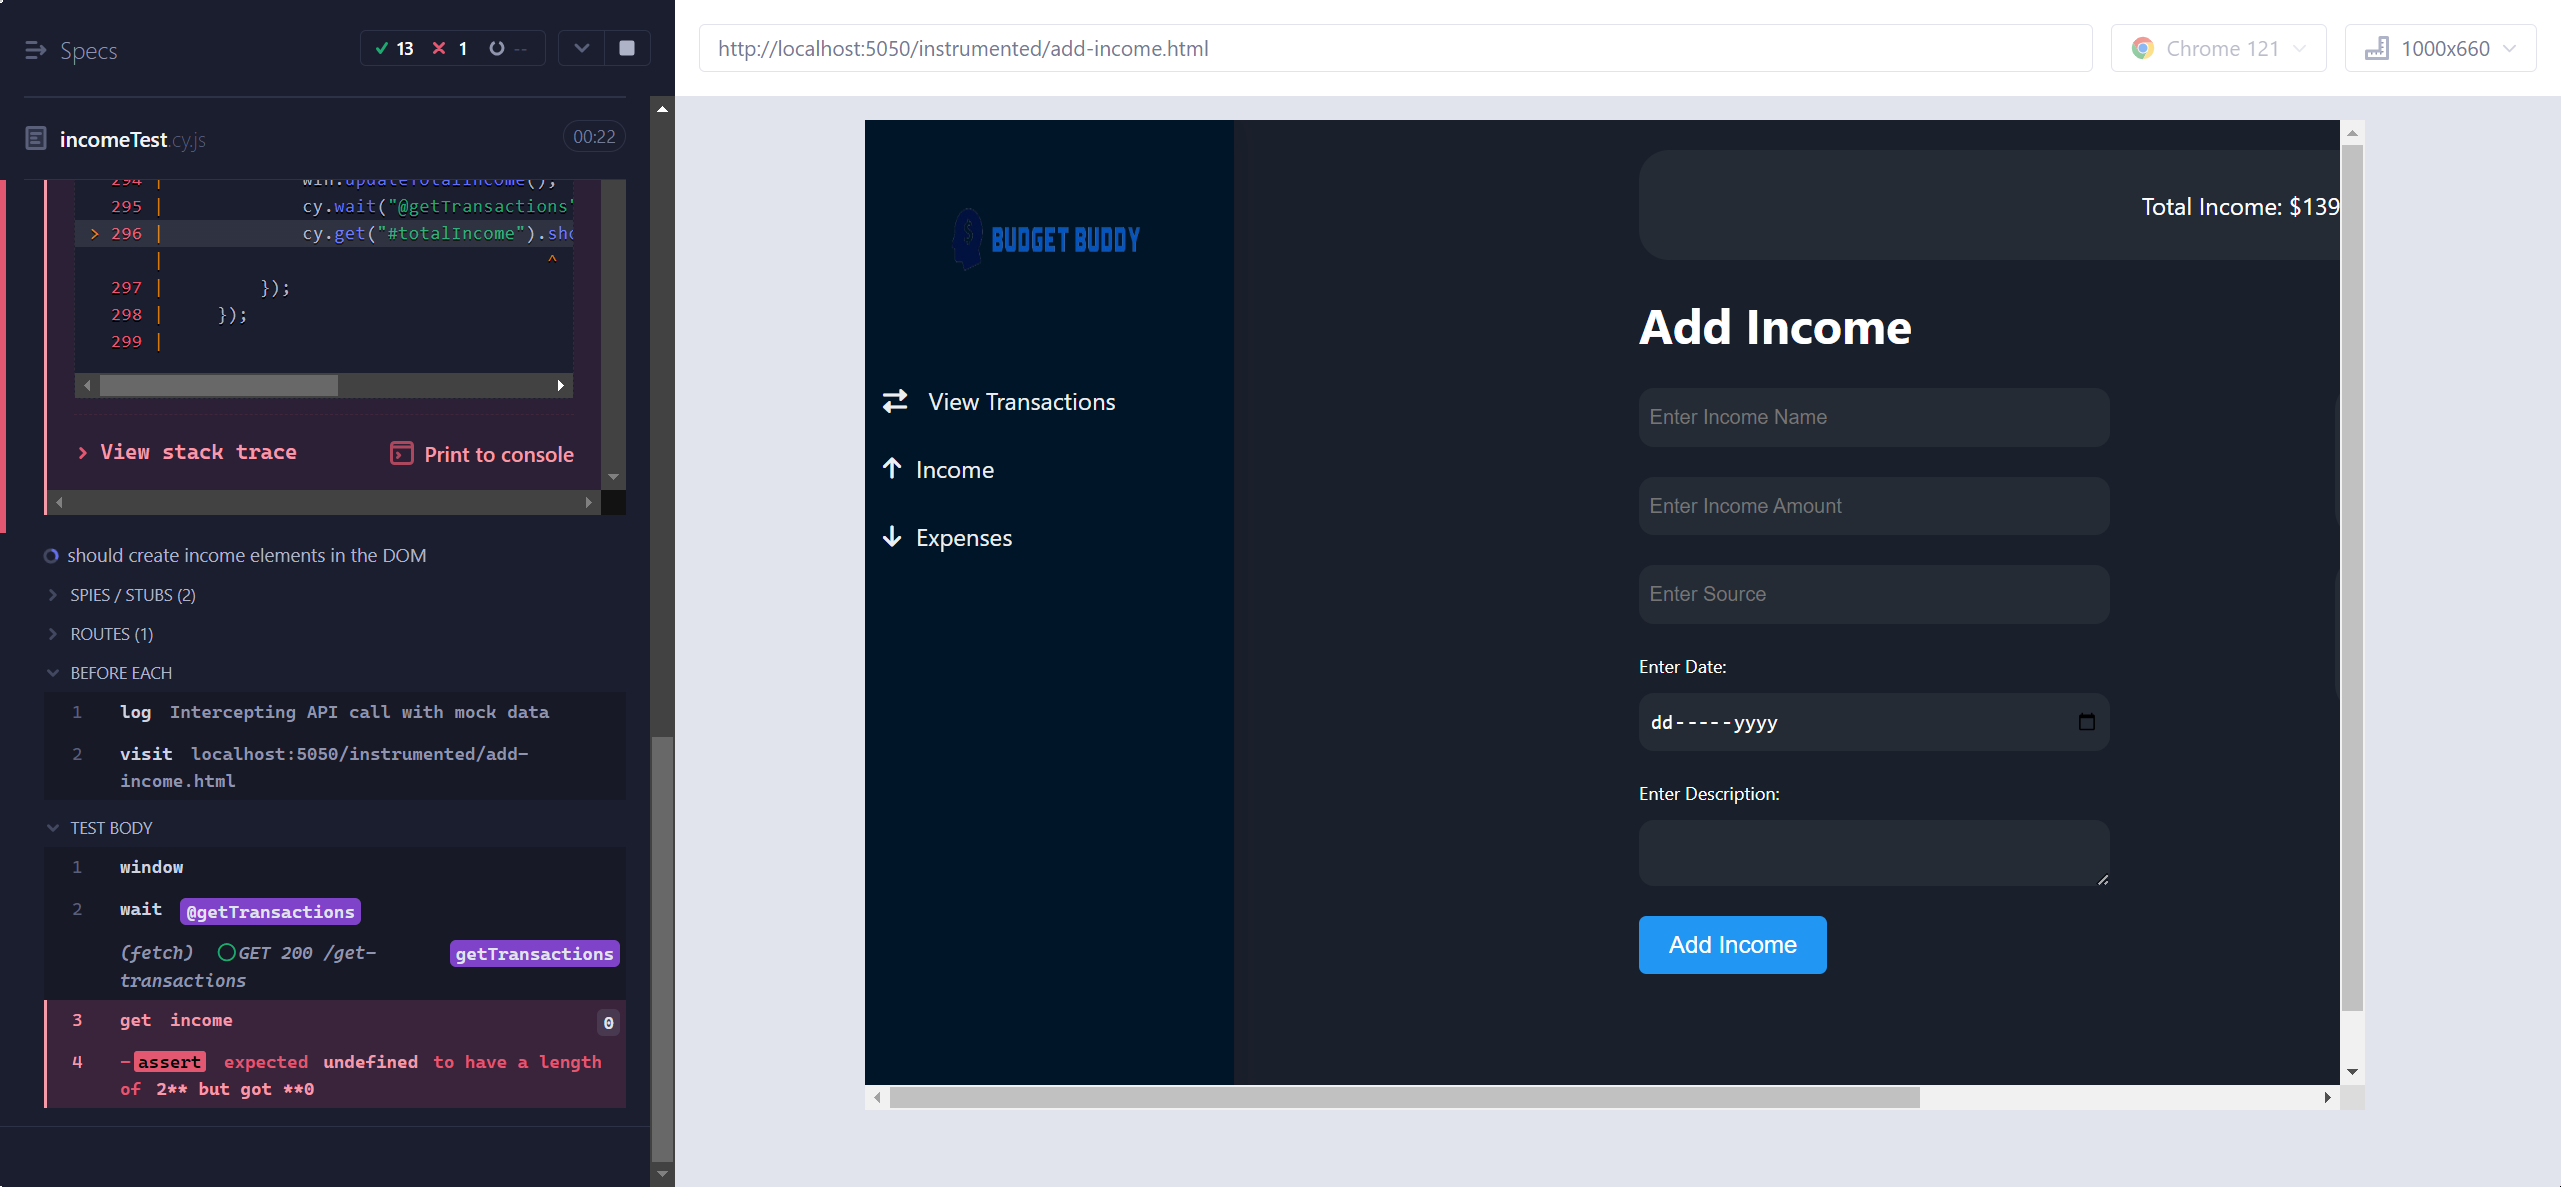 Specs
13 1 --
incomeTest.cy.js
00:22
294 | win.updateTotalIncome();
295 | cy.wait("@getTransactions"
> 296 | cy.get("#totalIncome").sho
| ^
297 | });
298 | });
299 |
View stack trace
Print to console
should create income elements in the DOM
SPIES / STUBS (2)
ROUTES (1)
BEFORE EACH
1 log Intercepting API call with mock data
2 visit localhost:5050/instrumented/add-
income.html
TEST BODY
1 window
2 wait @getTransactions
(fetch) GET 200 /get- getTransactions
transactions
3 get income 0
4 -assert expected undefined to have a length
of 2** but got **0
http://localhost:5050/instrumented/add-income.html
Chrome 121
1000x660
BUDGET BUDDY
View Transactions
Income
Expenses
Total Income: $139
Add Income
Enter Income Name
Enter Income Amount
Enter Source
Enter Date:
dd-----yyyy
Enter Description:
Add Income